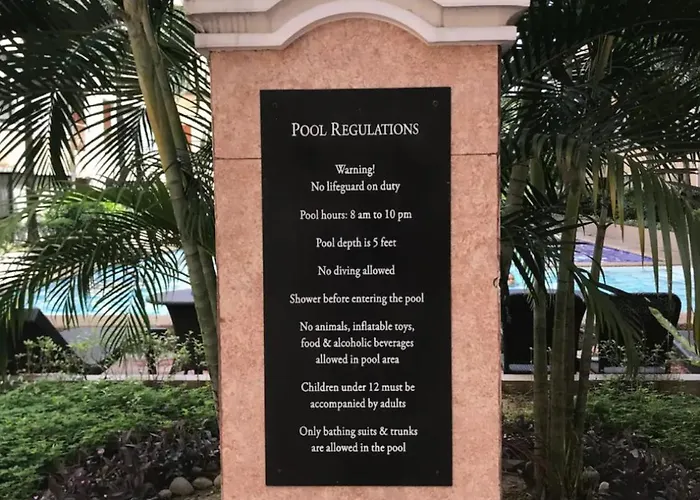 POOL REGULATIONS
Warning!
No lifeguard on duty
Pool hours: 8 am to 10 pm
Pool depth is 5 feet
No diving allowed
Shower before entering the pool
No animals, inflatable toys,
food & alcoholic beverages
allowed in pool area
Children under 12 must be
accompanied by adults
Only bathing suits & trunks
are allowed in the pool